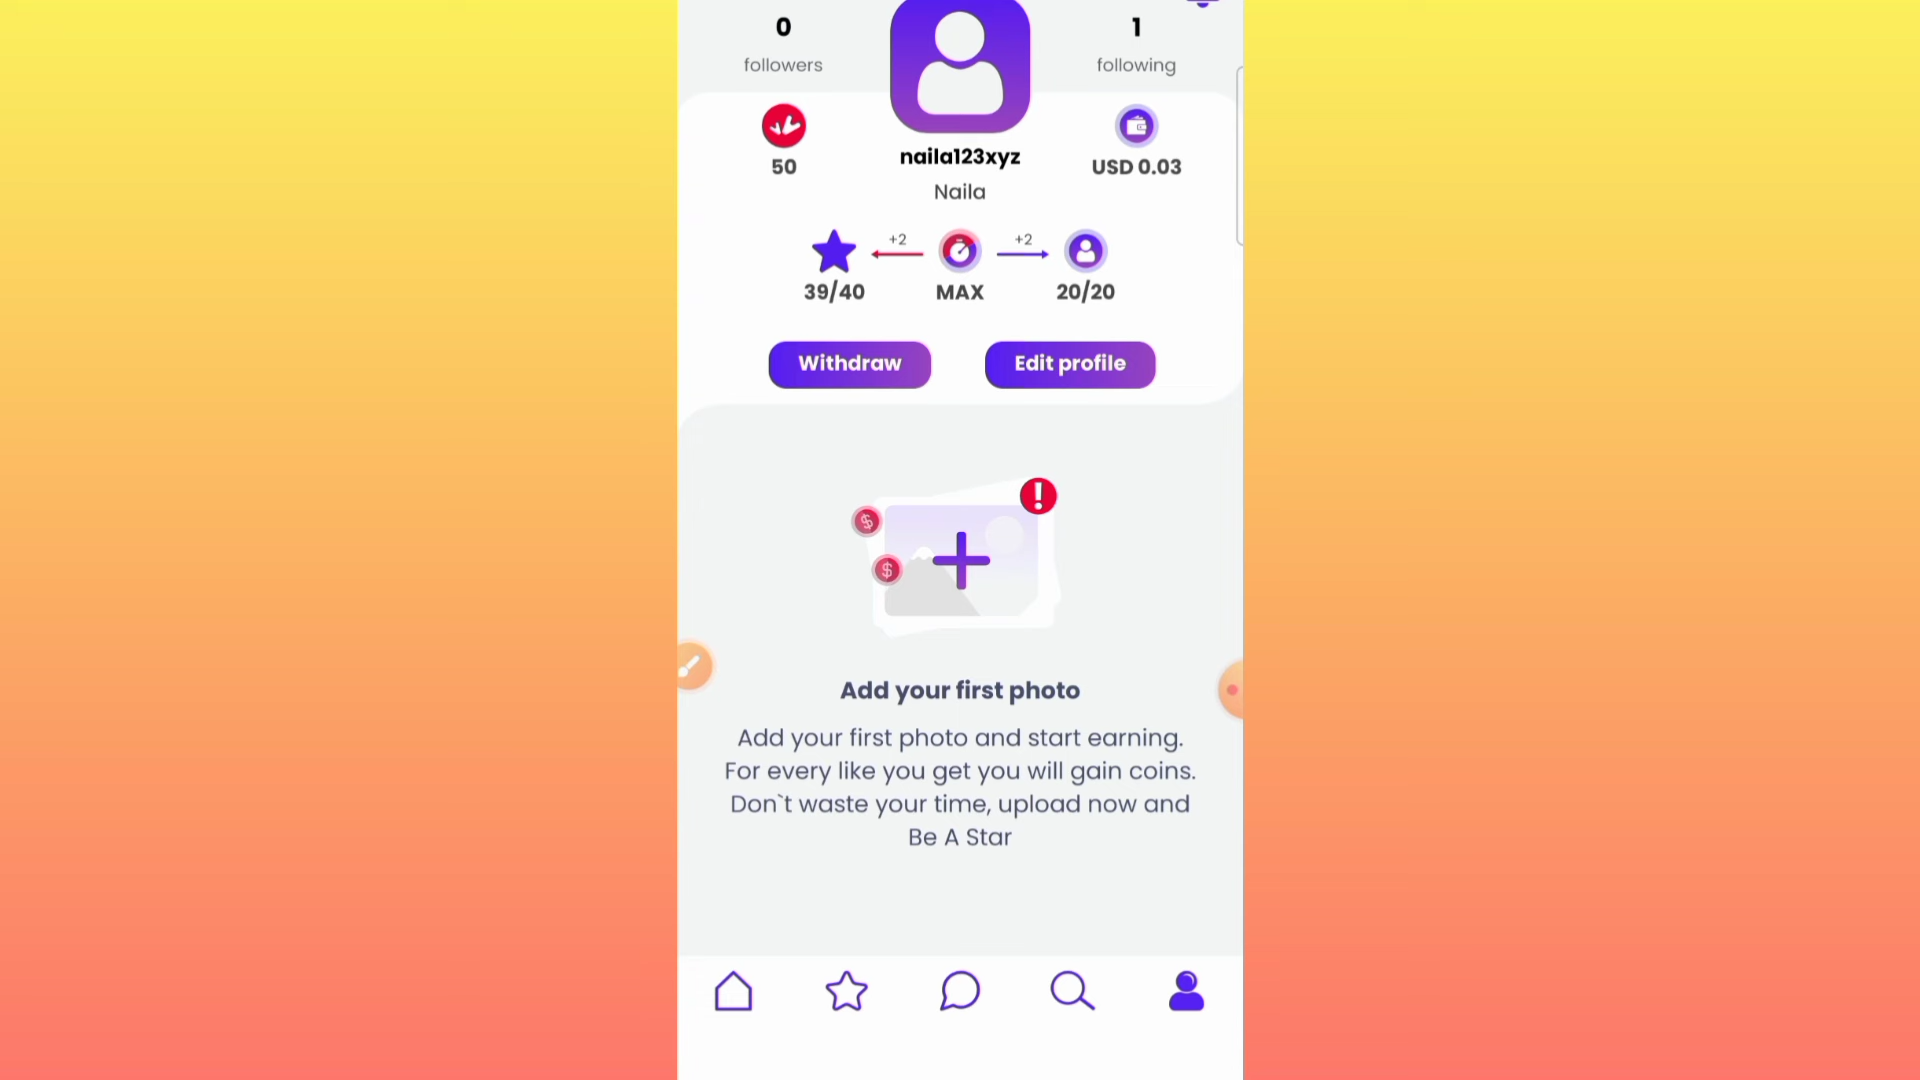 0
followers
1
following
50
naila123xyz
USD 0.03
Naila
+2
+2
39/40
MAX
20/20
Withdraw
Edit profile
$
!
$
Add your first photo
Add your first photo and start earning.
For every like you get you will gain coins.
Don`t waste your time, upload now and
Be A Star